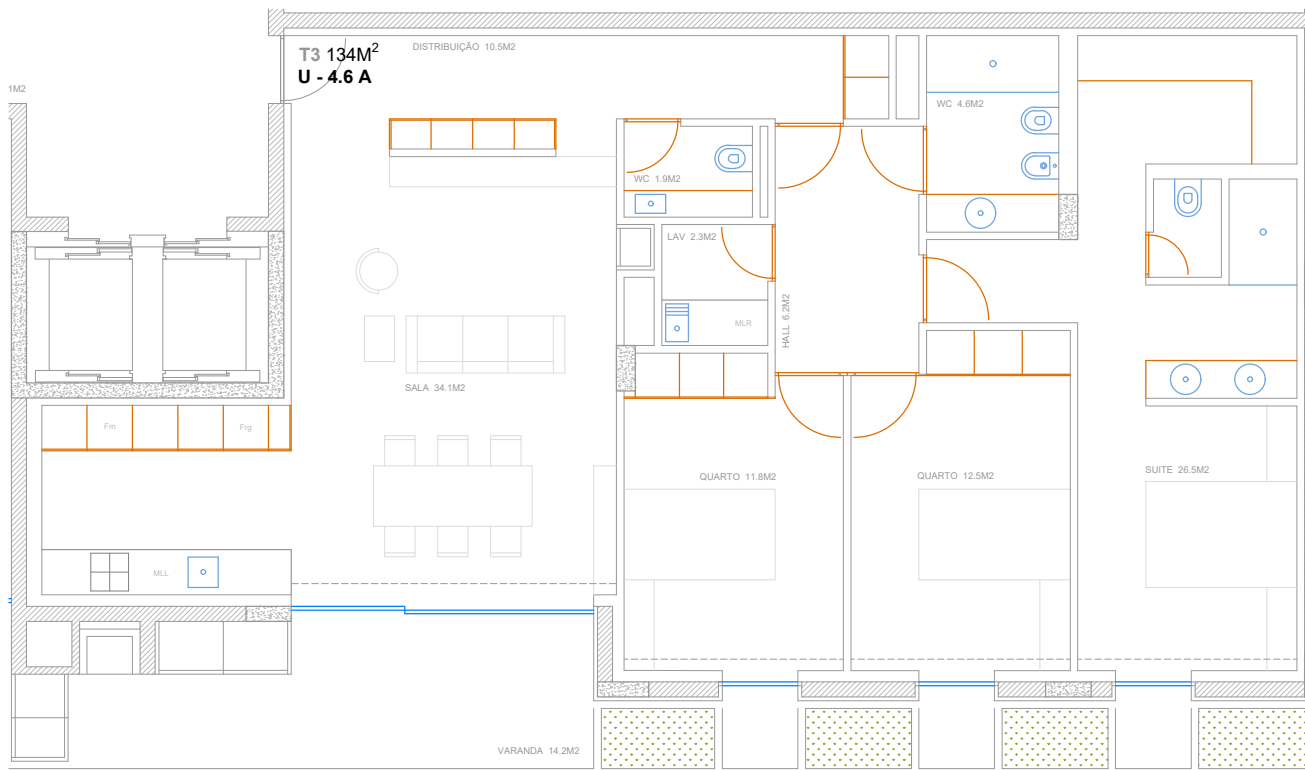 T3 134M²
U - 4.6 A
DISTRIBUIÇÃO 10.5M2
1M2
WC 4.6M2
WC 1.9M2
LAV 2.3M2
HALL 6.2M2
MLR
SALA 34.1M2
Fm
Frg
QUARTO 11.8M2
QUARTO 12.5M2
SUITE 26.5M2
MLL
VARANDA 14.2M2